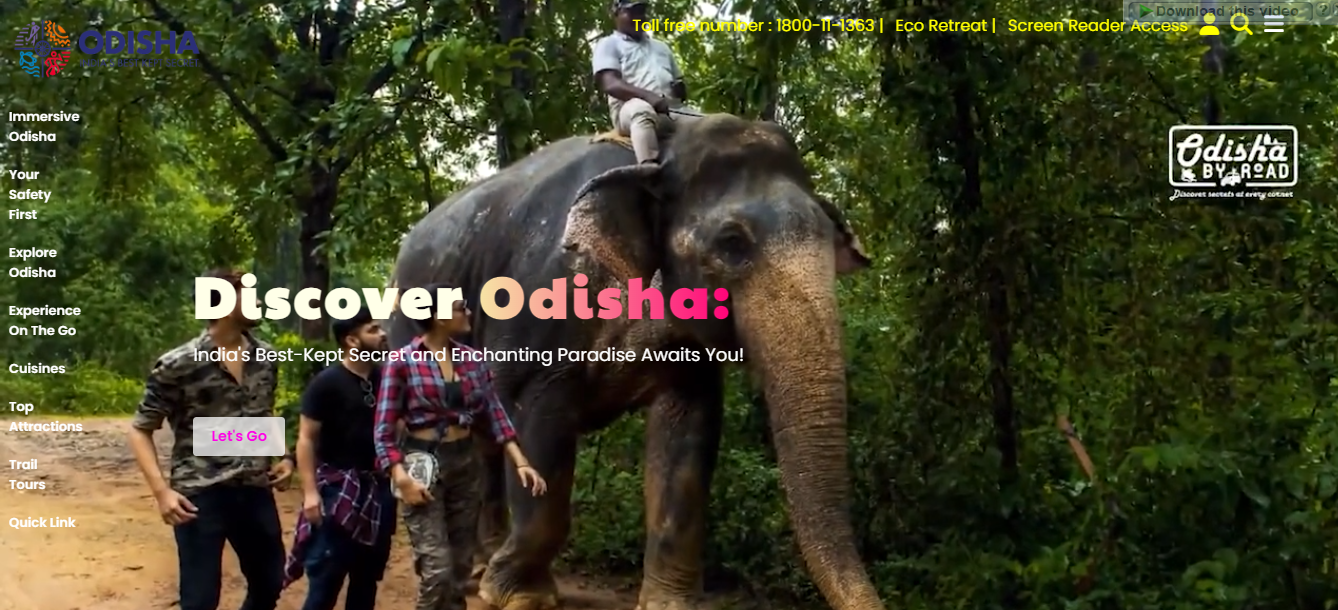 Download this video ?
Toll free number : 1800-11-1363 | Eco Retreat | Screen Reader Access
ODISHA
Immersive
Odisha
Your
Safety
First
Explore
Odisha
Experience
On The Go
Cuisines
Top
Attractions
Trail
Tours
Quick Link
Odisha
BY ROAD
Discover secrets at every corner
Discover Odisha:
India's Best-Kept Secret and Enchanting Paradise Awaits You!
Let's Go